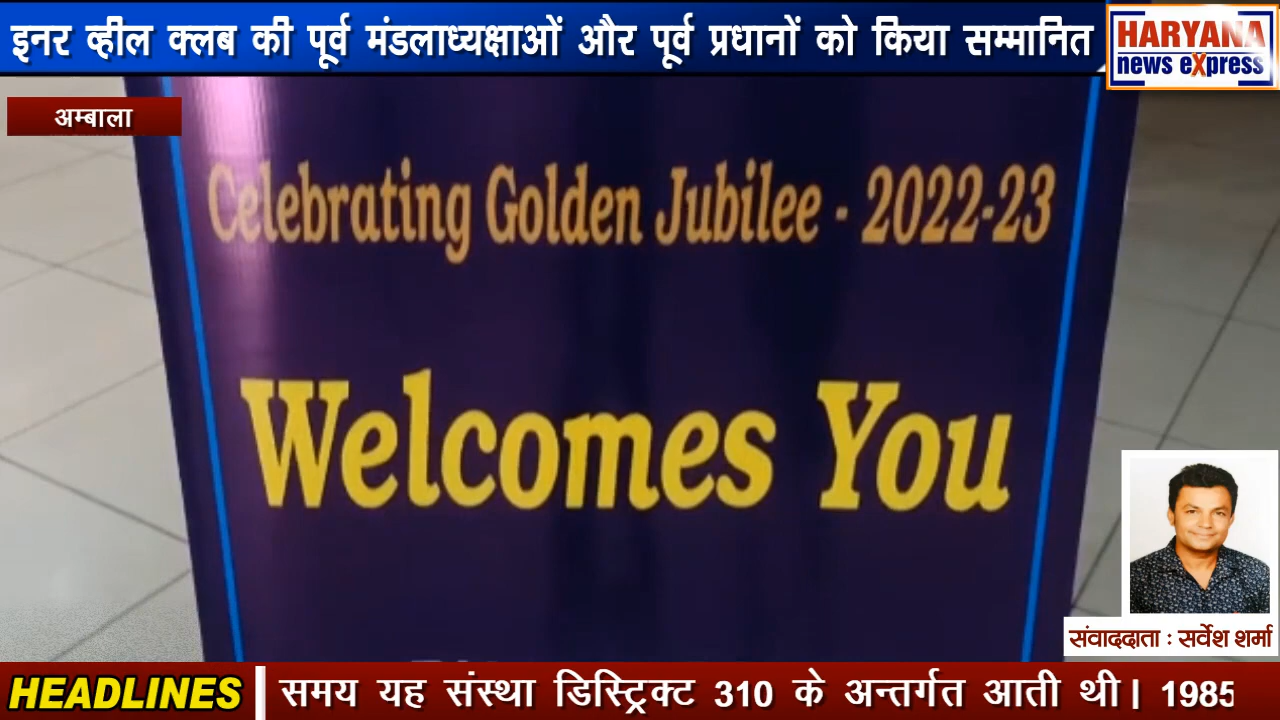 इनर व्हील क्लब की पूर्व मंडलाध्यक्षाओं और पूर्व प्रधानों को किया सम्मानित
HARYANA
news eXpress
अम्बाला
Celebrating Golden Jubilee - 2022-23
Welcomes You
संवाददाता : सर्वेश शर्मा
HEADLINES
समय यह संस्था डिस्ट्रिक्ट 310 के अन्तर्गत आती थी। 1985